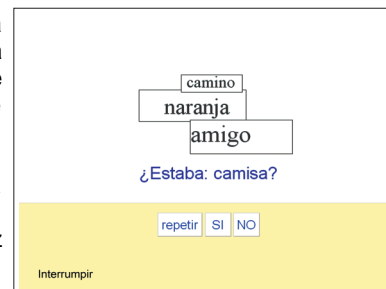 camino
naranja
amigo
¿Estaba: camisa?
repetir SI NO
Interrumpir